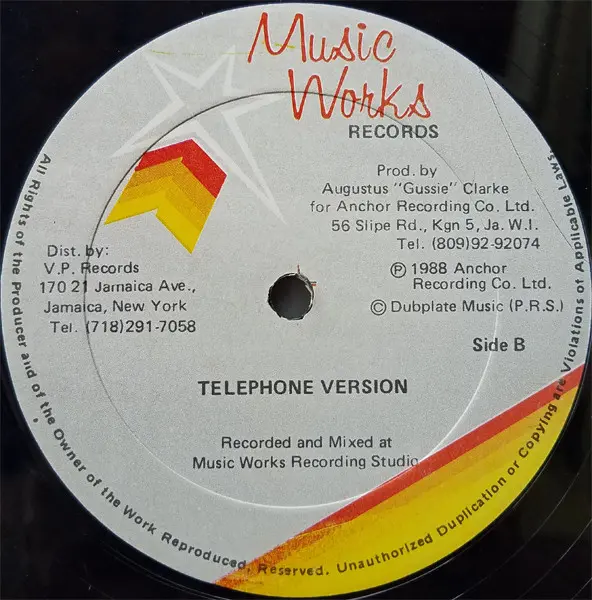 Music
Works
RECORDS
Prod. by
Augustus "Gussie" Clarke
for Anchor Recording Co. Ltd.
56 Slipe Rd., Kgn 5, Ja. W.I.
Tel. (809)92-92074
Dist. by:
V.P. Records
170 21 Jamaica Ave.,
Jamaica, New York
Tel. (718)291-7058
Ⓟ 1988 Anchor
Recording Co. Ltd.
© Dubplate Music (P.R.S.)
Side B
TELEPHONE VERSION
Recorded and Mixed at
Music Works Recording Studio
All Rights of the Producer and of the Owner of the Work Reproduced, Reserved. Unauthorized Duplication or Copying are Violations of Applicable Laws.